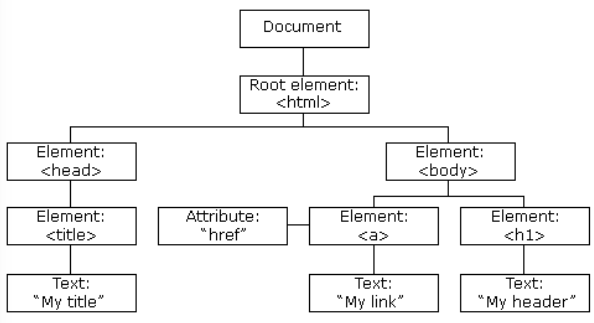 Document
Root element:
<html>
Element:
<head>
Element:
<body>
Element:
<title>
Attribute:
“href”
Element:
<a>
Element:
<h1>
Text:
“My title”
Text:
“My link”
Text:
“My header”